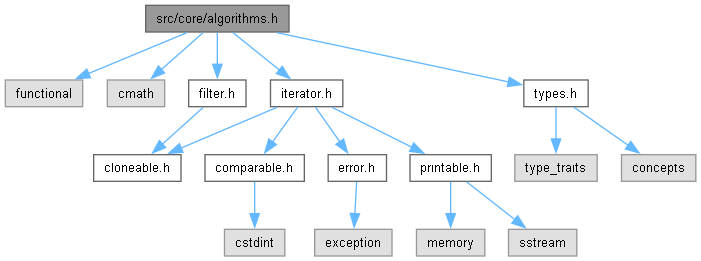 src/core/algorithms.h
functional
cmath
filter.h
iterator.h
types.h
cloneable.h
comparable.h
error.h
printable.h
type_traits
concepts
cstdint
exception
memory
sstream